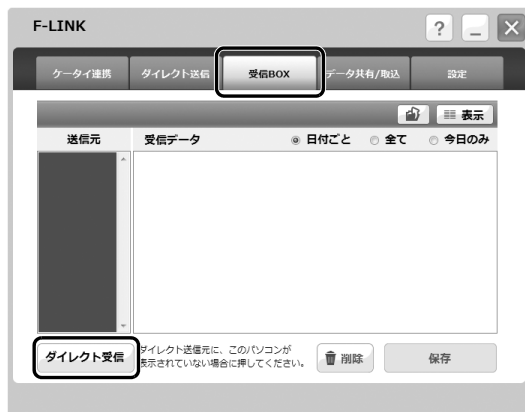 F-LINK
? _ X
ケータイ連携 ダイレクト送信 受信BOX データ共有/取込 設定
表示
送信元 受信データ 日付ごと 全て 今日のみ
ダイレクト受信
ダイレクト送信元に、このパソコンが
表示されていない場合に押してください。
削除
保存